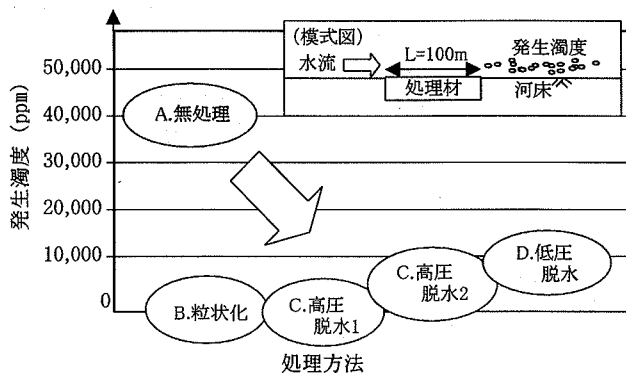 発生濁度 (ppm)
50,000
40,000
30,000
20,000
10,000
0
(模式図)
水流
L=100m
発生濁度
処理材
河床
A.無処理
B.粒状化
C.高圧
脱水1
C.高圧
脱水2
D.低圧
脱水
処理方法